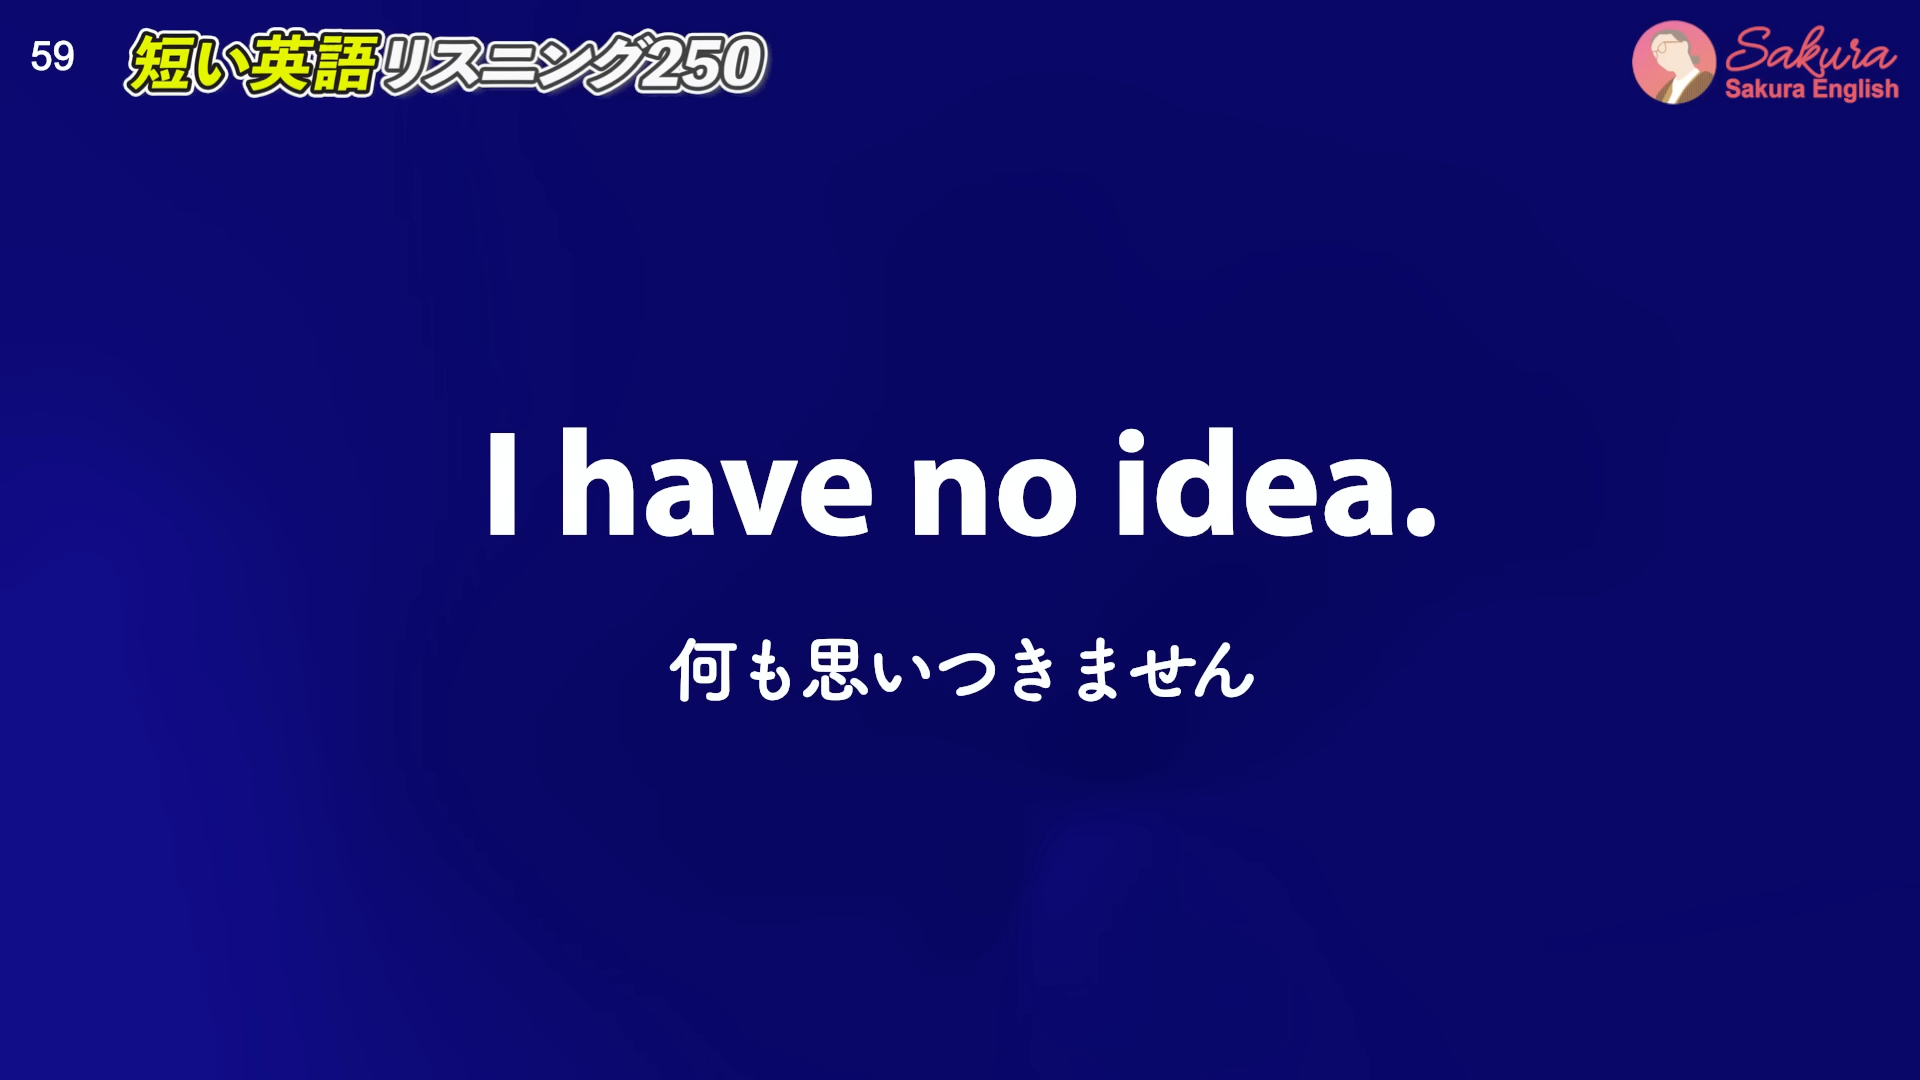 59
短い英語リスニング250
Sakura
Sakura English
I have no idea.
何も思いつきません